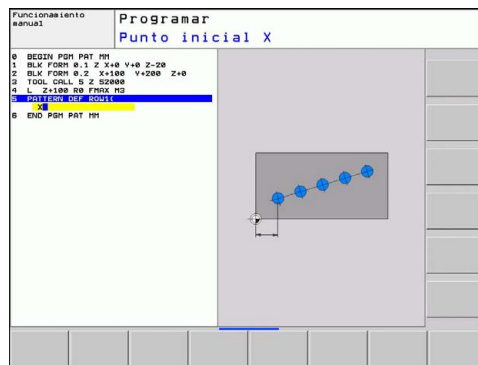 Funcionamiento
manual
Programar
Punto inicial X
0 BEGIN PGM PAT MM
1 BLK FORM 0.1 Z X+0 Y+0 Z-20
2 BLK FORM 0.2 X+100 Y+200 Z+0
3 TOOL CALL 5 Z S2000
4 L Z+100 R0 FMAX M3
5 PATTERN DEF ROW1(
X
6 END PGM PAT MM